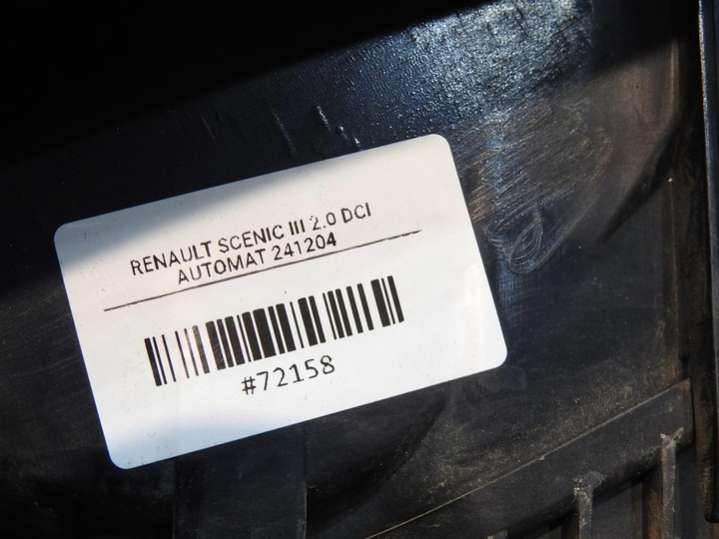 RENAULT SCENIC III 2.0 DCI
AUTOMAT 241204
#72158